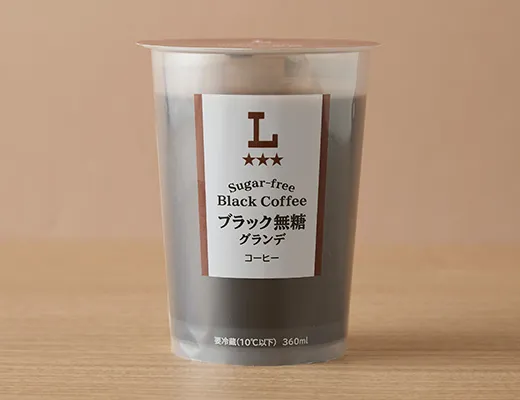 L
★★★
Sugar-free
Black Coffee
ブラック無糖
グランデ
コーヒー
要冷蔵(10℃以下) 360ml